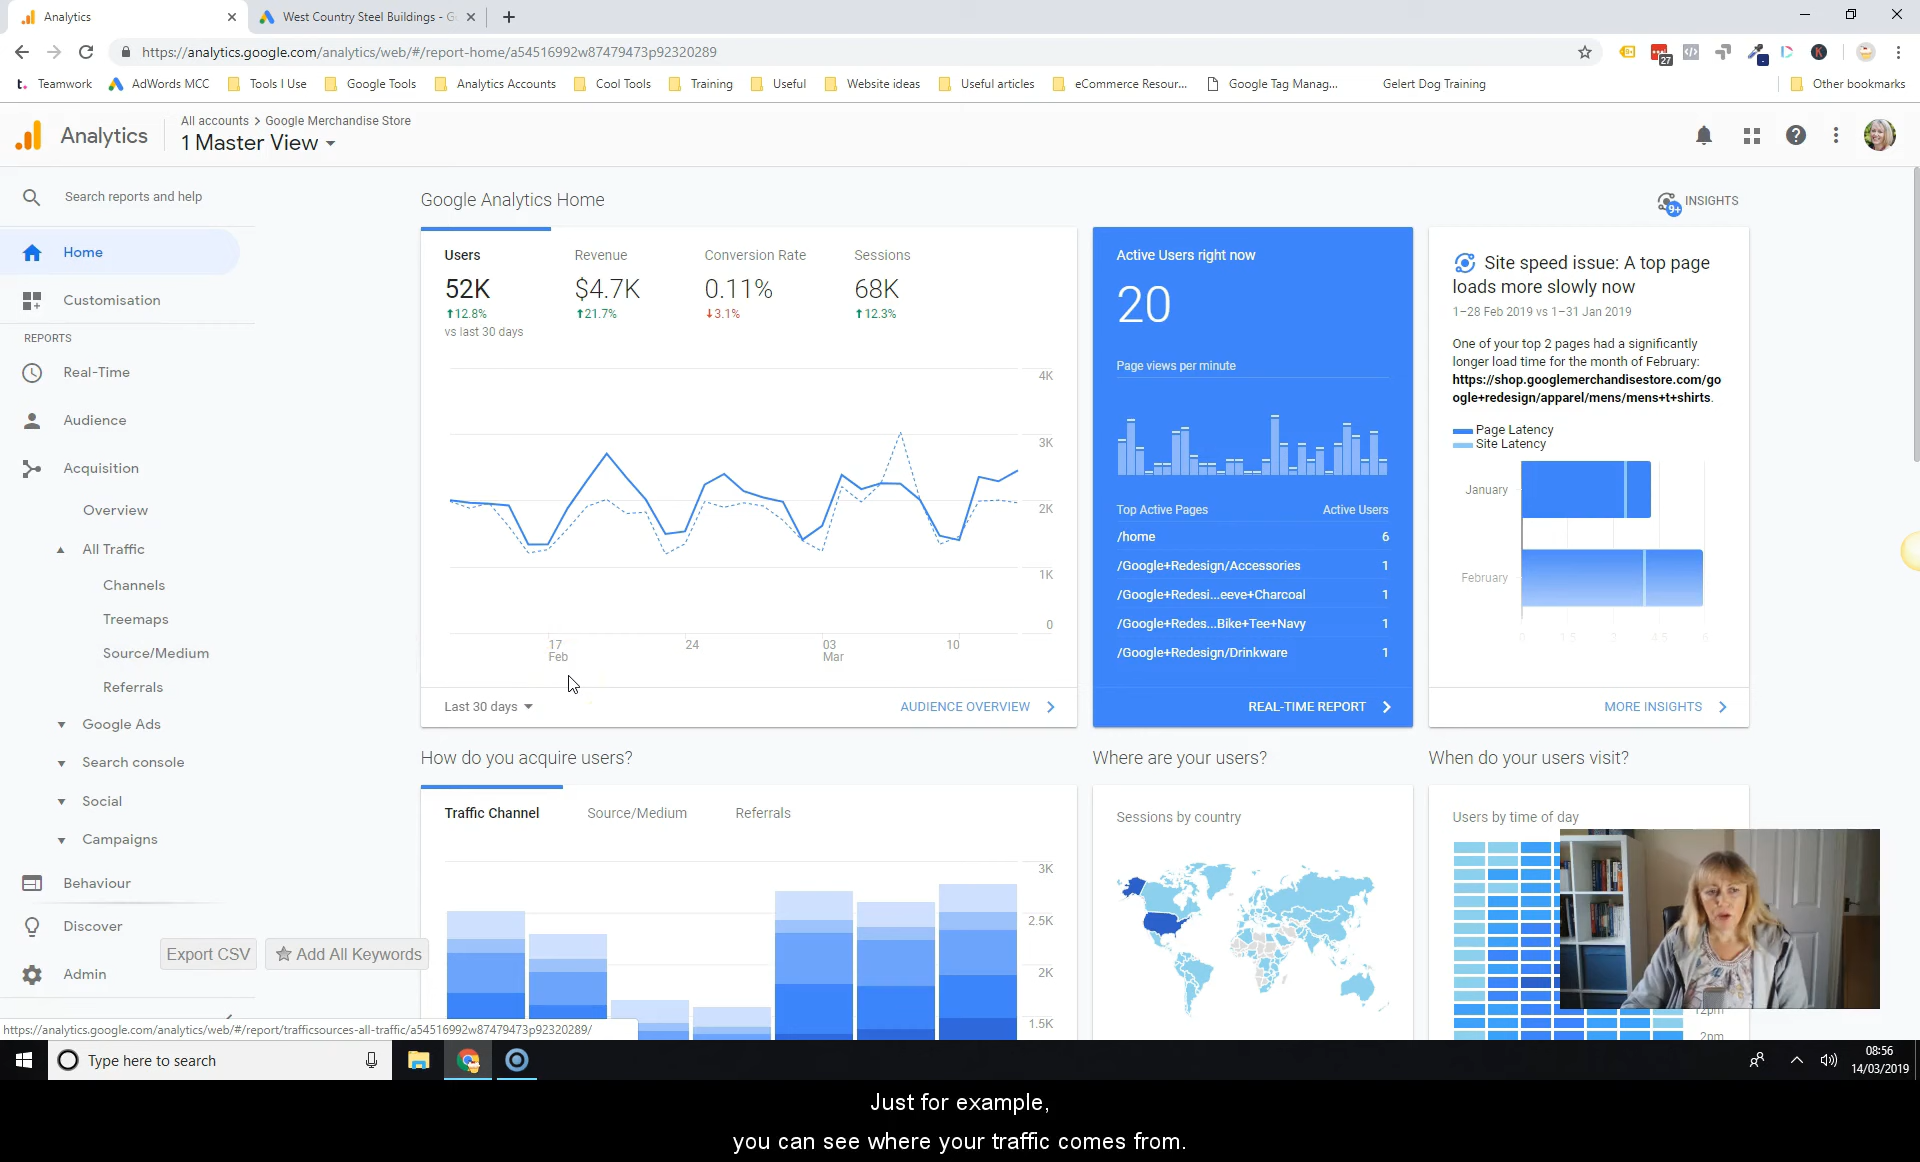 Analytics
West Country Steel Buildings - G
https://analytics.google.com/analytics/web/#/report-home/a54516992w87479473p92320289
27
Teamwork
AdWords MCC
Tools I Use
Google Tools
Analytics Accounts
Cool Tools
Training
Useful
Website ideas
Useful articles
eCommerce Resour...
Google Tag Manag...
Gelert Dog Training
Other bookmarks
Analytics
All accounts > Google Merchandise Store
1 Master View
Search reports and help
Home
Customisation
REPORTS
Real-Time
Audience
Acquisition
Overview
All Traffic
Channels
Treemaps
Source/Medium
Referrals
Google Ads
Search console
Social
Campaigns
Behaviour
Discover
Admin
Export CSV
Add All Keywords
https://analytics.google.com/analytics/web/#/report/trafficsources-all-traffic/a54516992w87479473p92320289/
Google Analytics Home
9+ INSIGHTS
Users
52K
12.8%
vs last 30 days
Revenue
$4.7K
21.7%
Conversion Rate
0.11%
3.1%
Sessions
68K
12.3%
4K
3K
2K
1K
0
17
Feb
24
03
Mar
10
Last 30 days
AUDIENCE OVERVIEW
Active Users right now
20
Page views per minute
Top Active Pages Active Users
/home 6
/Google+Redesign/Accessories 1
/Google+Redesi...eeve+Charcoal 1
/Google+Redes...Bike+Tee+Navy 1
/Google+Redesign/Drinkware 1
REAL-TIME REPORT
Site speed issue: A top page
loads more slowly now
1–28 Feb 2019 vs 1–31 Jan 2019
One of your top 2 pages had a significantly
longer load time for the month of February:
https://shop.googlemerchandisestore.com/go
ogle+redesign/apparel/mens/mens+t+shirts.
Page Latency
Site Latency
January
February
0 1.5 3 4.5 6
MORE INSIGHTS
How do you acquire users?
Traffic Channel
Source/Medium
Referrals
3K
2.5K
2K
1.5K
Where are your users?
Sessions by country
When do your users visit?
Users by time of day
12pm
2pm
Type here to search
08:56
14/03/2019
Just for example,
you can see where your traffic comes from.